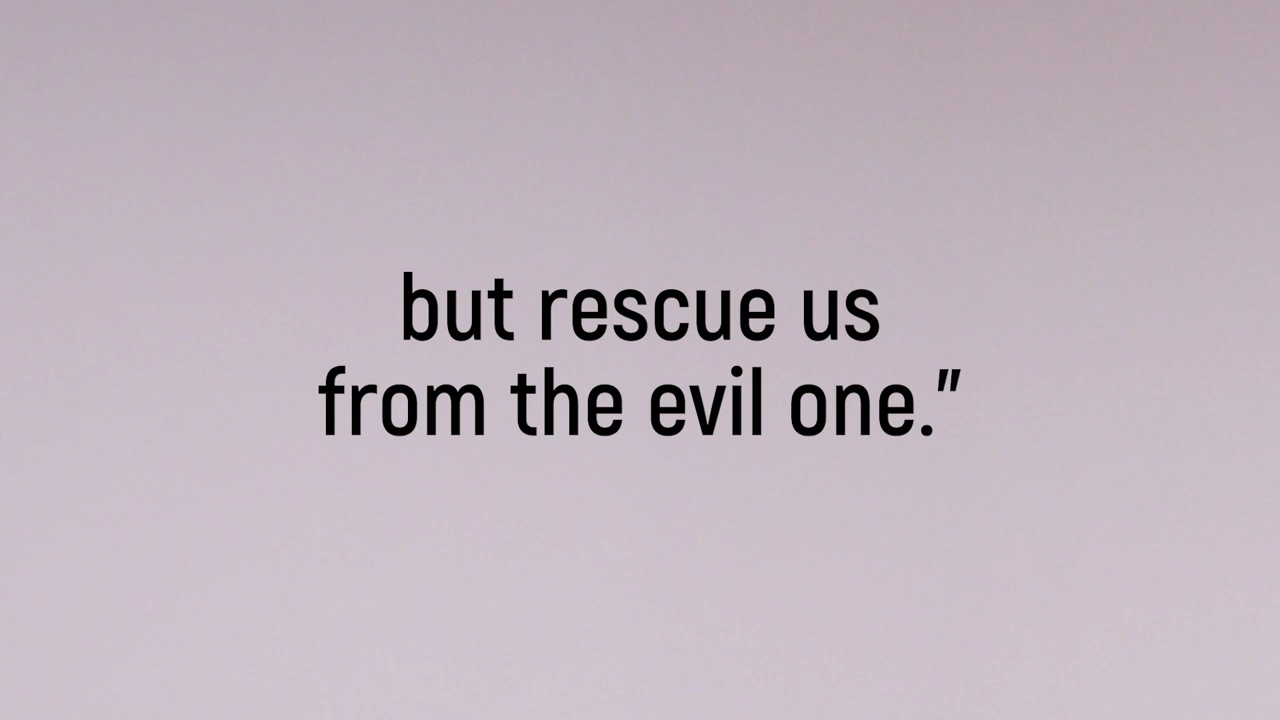 but rescue us
from the evil one.”